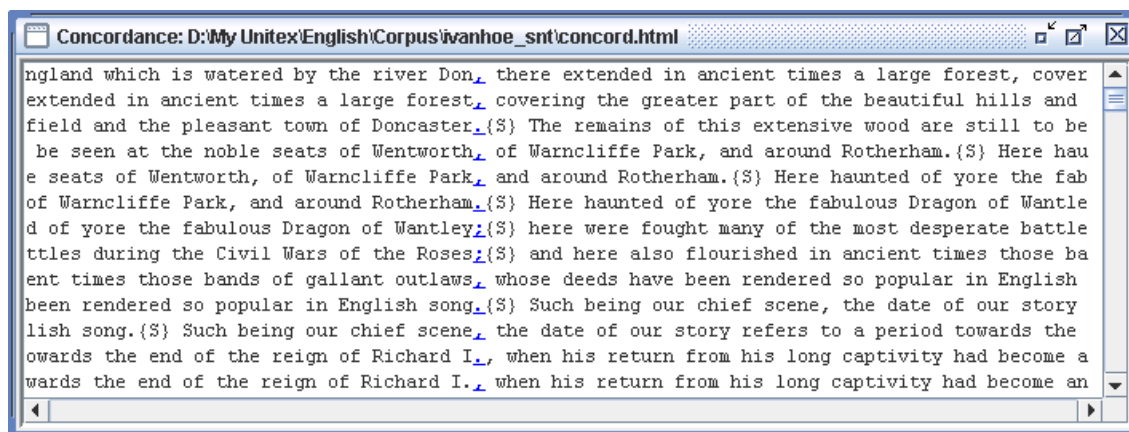 Concordance: D:\My Unitex\English\Corpus\ivanhoe_snt\concord.html
ngland which is watered by the river Don, there extended in ancient times a large forest, cover
extended in ancient times a large forest, covering the greater part of the beautiful hills and
field and the pleasant town of Doncaster.{S} The remains of this extensive wood are still to be
be seen at the noble seats of Wentworth, of Warncliffe Park, and around Rotherham.{S} Here hau
e seats of Wentworth, of Warncliffe Park, and around Rotherham.{S} Here haunted of yore the fab
of Warncliffe Park, and around Rotherham.{S} Here haunted of yore the fabulous Dragon of Wantle
d of yore the fabulous Dragon of Wantley;{S} here were fought many of the most desperate battle
ttles during the Civil Wars of the Roses;{S} and here also flourished in ancient times those ba
ent times those bands of gallant outlaws, whose deeds have been rendered so popular in English
been rendered so popular in English song.{S} Such being our chief scene, the date of our story
lish song.{S} Such being our chief scene, the date of our story refers to a period towards the
owards the end of the reign of Richard I., when his return from his long captivity had become a
wards the end of the reign of Richard I., when his return from his long captivity had become an